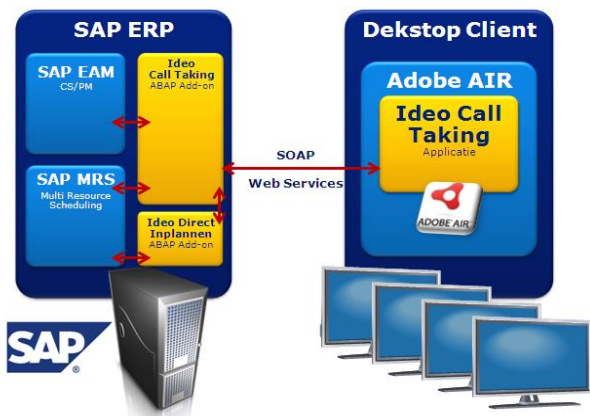 SAP ERP
SAP EAM
CS/PM
Ideo
Call Taking
ABAP Add-on
SAP MRS
Multi Resource
Scheduling
Ideo Direct
Inplannen
ABAP Add-on
SOAP
Web Services
Dekstop Client
Adobe AIR
Ideo Call
Taking
Applicatie
ADOBE® AIR™
SAP®